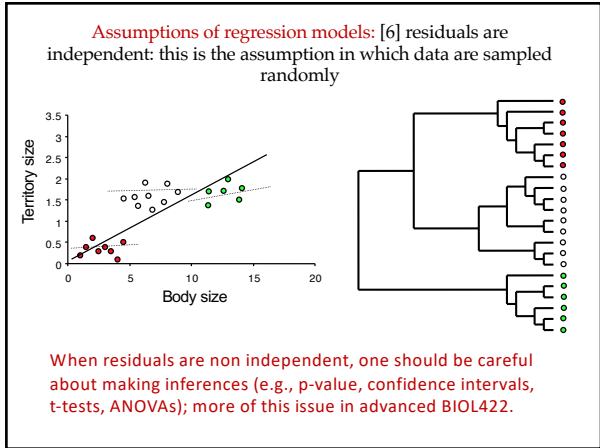 Assumptions of regression models: [6] residuals are
independent: this is the assumption in which data are sampled
randomly
3.5
3
2.5
2
1.5
1
0.5
0
Territory size
0
5
10
15
20
Body size
When residuals are non independent, one should be careful
about making inferences (e.g., p-value, confidence intervals,
t-tests, ANOVAs); more of this issue in advanced BIOL422.